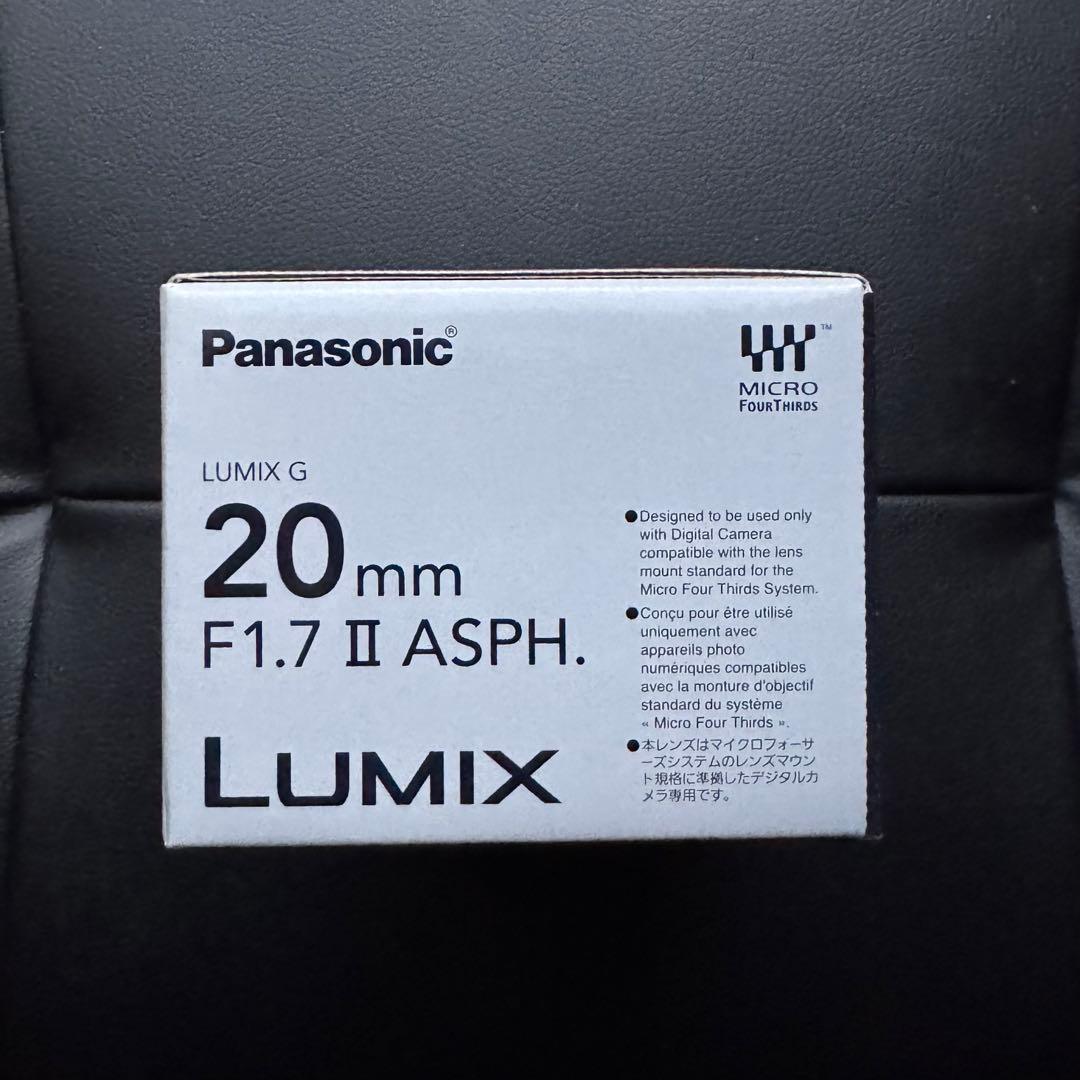 Panasonic®
MICRO
FOURTHIRDS
™
LUMIX G
20mm
F1.7 II ASPH.
LUMIX
●Designed to be used only
with Digital Camera
compatible with the lens
mount standard for the
Micro Four Thirds System.
●Conçu pour être utilisé
uniquement avec
appareils photo
numériques compatibles
avec la monture d'objectif
standard du système
« Micro Four Thirds ».
●本レンズはマイクロフォーサ
ーズシステムのレンズマウン
ト規格に準拠したデジタルカ
メラ専用です。